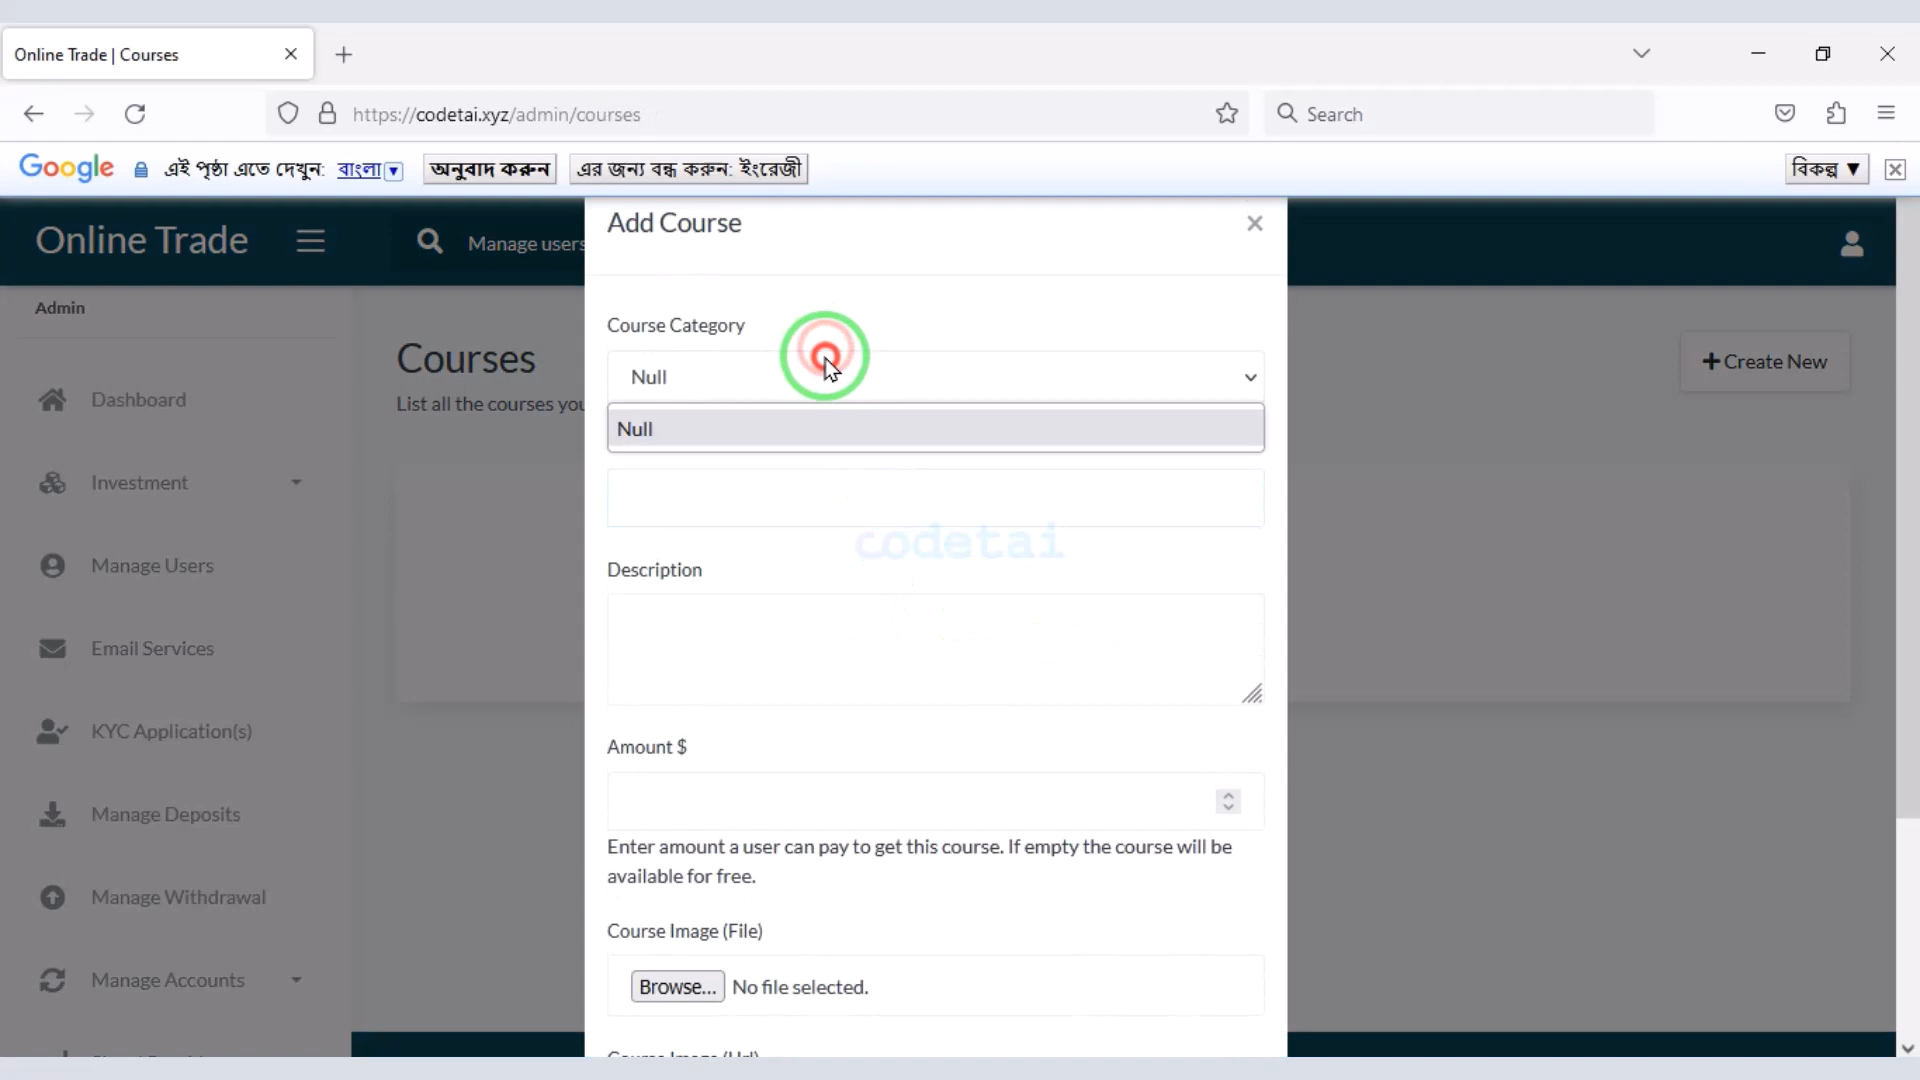 Online Trade | Courses
https://codetai.xyz/admin/courses
Search
Google
এই পৃষ্ঠা এতে দেখুন: বাংলা
অনুবাদ করুন
এর জন্য বন্ধ করুন: ইংরেজী
বিকল্প ▼
Online Trade
Manage users
Admin
Dashboard
Investment
Manage Users
Email Services
KYC Application(s)
Manage Deposits
Manage Withdrawal
Manage Accounts
Courses
List all the courses you
Create New
Add Course
Course Category
Null
Null
codetai
Description
Amount $
Enter amount a user can pay to get this course. If empty the course will be
available for free.
Course Image (File)
Browse... No file selected.
Course Image (Url)